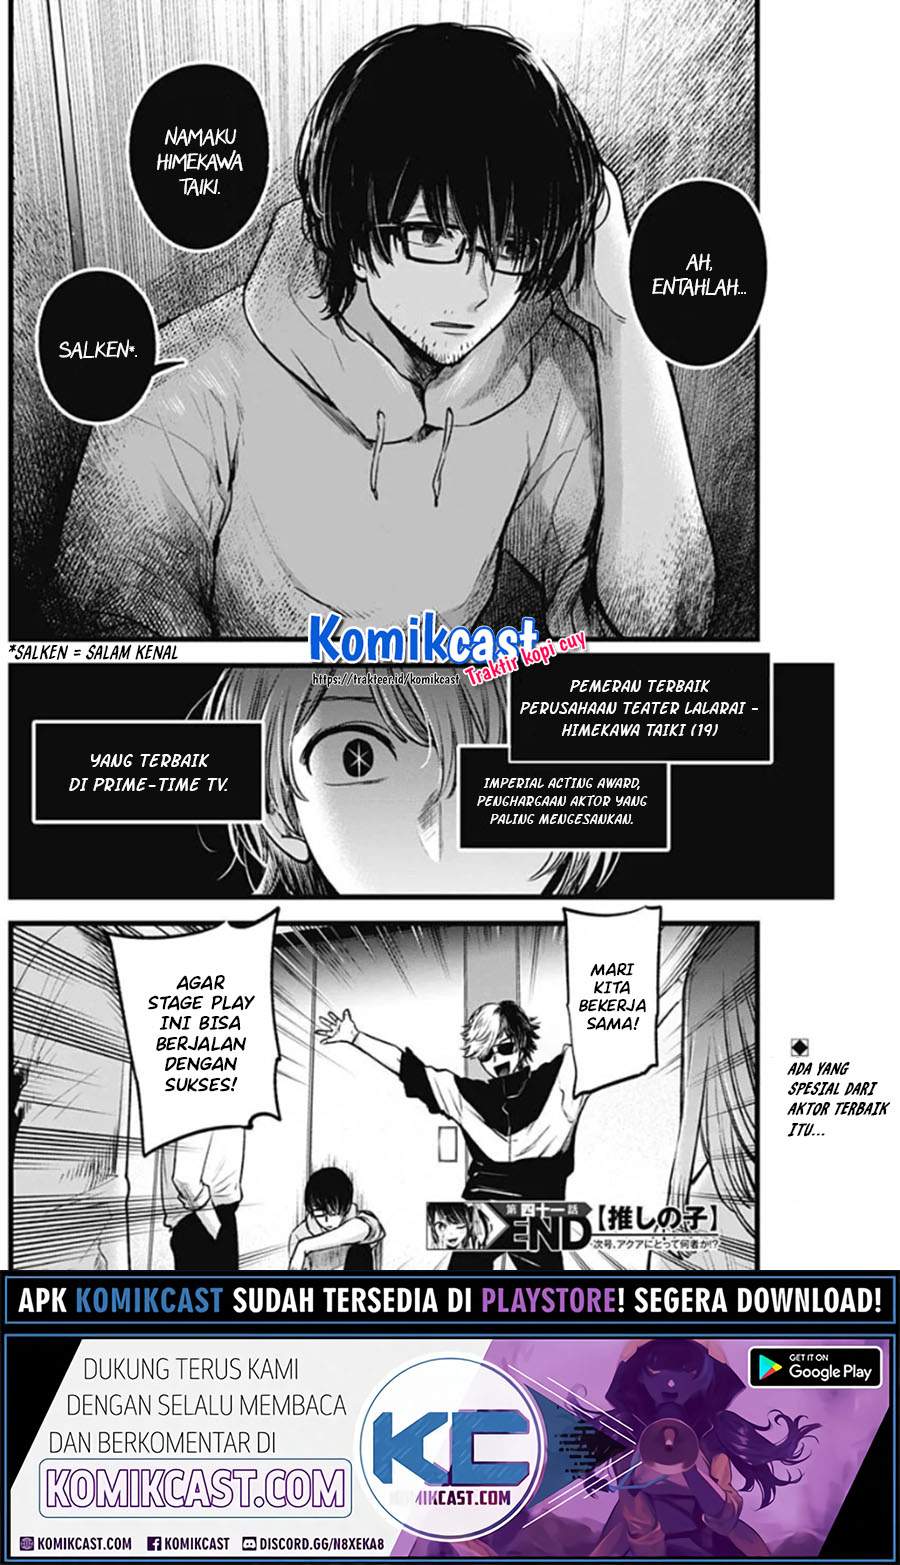 AH,
ENTAHLAH...
NAMAKU
HIMEKAWA
TAIKI.
SALKEN*.
*SALKEN = SALAM KENAL
Komikcast
Traktir kopi cuy
https://trakteer.id/komikcast
PEMERAN TERBAIK
PERUSAHAAN TEATER LALARAI -
HIMEKAWA TAIKI (19)
IMPERIAL ACTING AWARD,
PENGHARGAAN AKTOR YANG
PALING MENGESANKAN.
YANG TERBAIK
DI PRIME-TIME TV.
MARI
KITA
BEKERJA
SAMA!
AGAR
STAGE PLAY
INI BISA
BERJALAN
DENGAN
SUKSES!
ADA YANG
SPESIAL DARI
AKTOR TERBAIK
ITU...
第四十一話
END
【推しの子】
次号、アクアにとって何者か!?
APK KOMIKCAST SUDAH TERSEDIA DI PLAYSTORE! SEGERA DOWNLOAD!
DUKUNG TERUS KAMI
DENGAN SELALU MEMBACA
DAN BERKOMENTAR DI
KOMIKCAST.COM
KOMIKCAST.COM
KOMIKCAST
DISCORD.GG/N8XEKA8
KC
KOMIKCAST.COM
GET IT ON
Google Play